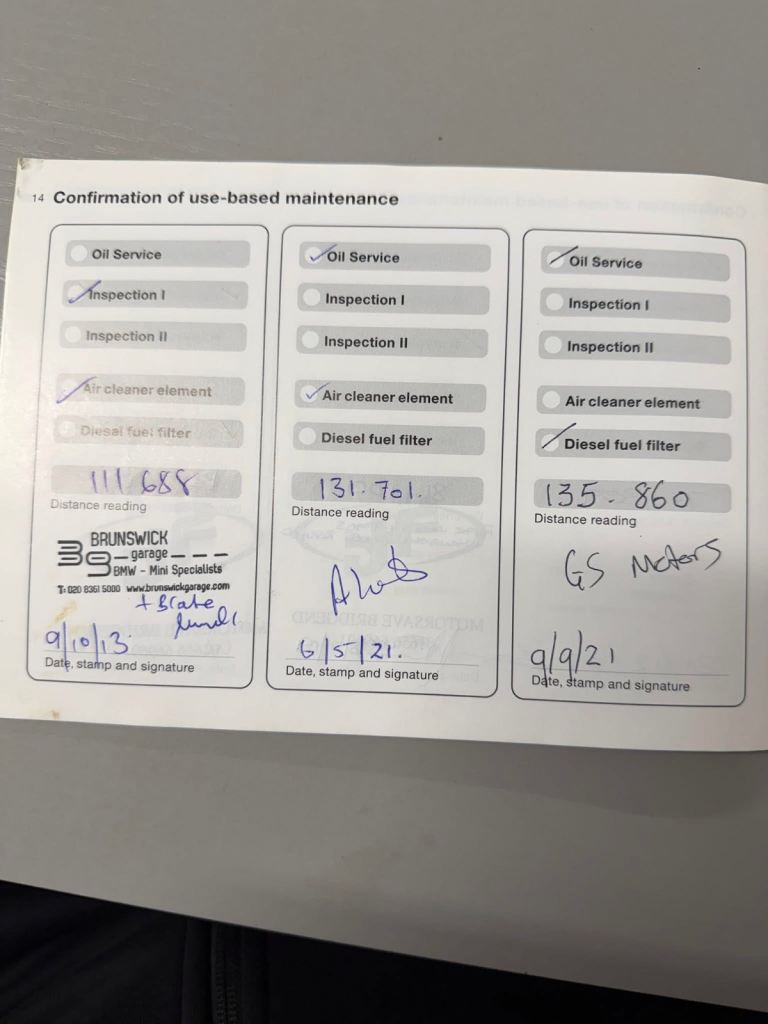 14 Confirmation of use-based maintenance
Oil Service
Inspection I
Inspection II
Air cleaner element
Diesel fuel filter
111 688
Distance reading
BRUNSWICK
garage
BMW - Mini Specialists
T: 020 8361 5000 www.brunswickgarage.com
+ Brake
9/10/13.
Date, stamp and signature
Oil Service
Inspection I
Inspection II
Air cleaner element
Diesel fuel filter
131.701.
Distance reading
6/5/21.
Date, stamp and signature
Oil Service
Inspection I
Inspection II
Air cleaner element
Diesel fuel filter
135.860
Distance reading
GS Motors
9/9/21
Date, stamp and signature